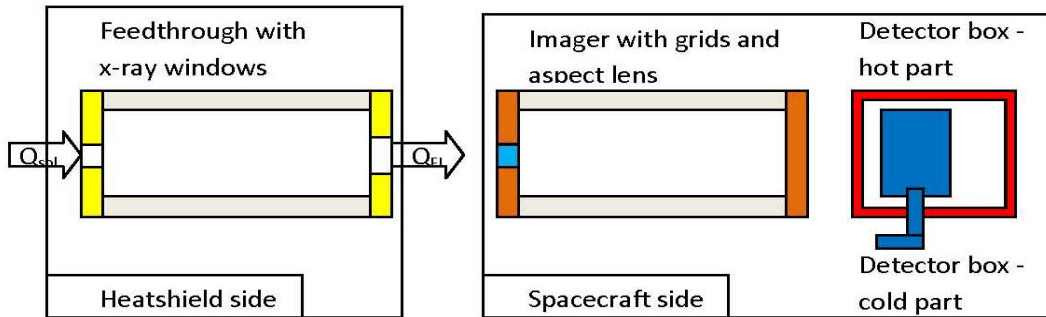 Feedthrough with
x-ray windows
Imager with grids and
aspect lens
Detector box -
hot part
Q
Q
Detector box -
cold part
Heatshield side
Spacecraft side